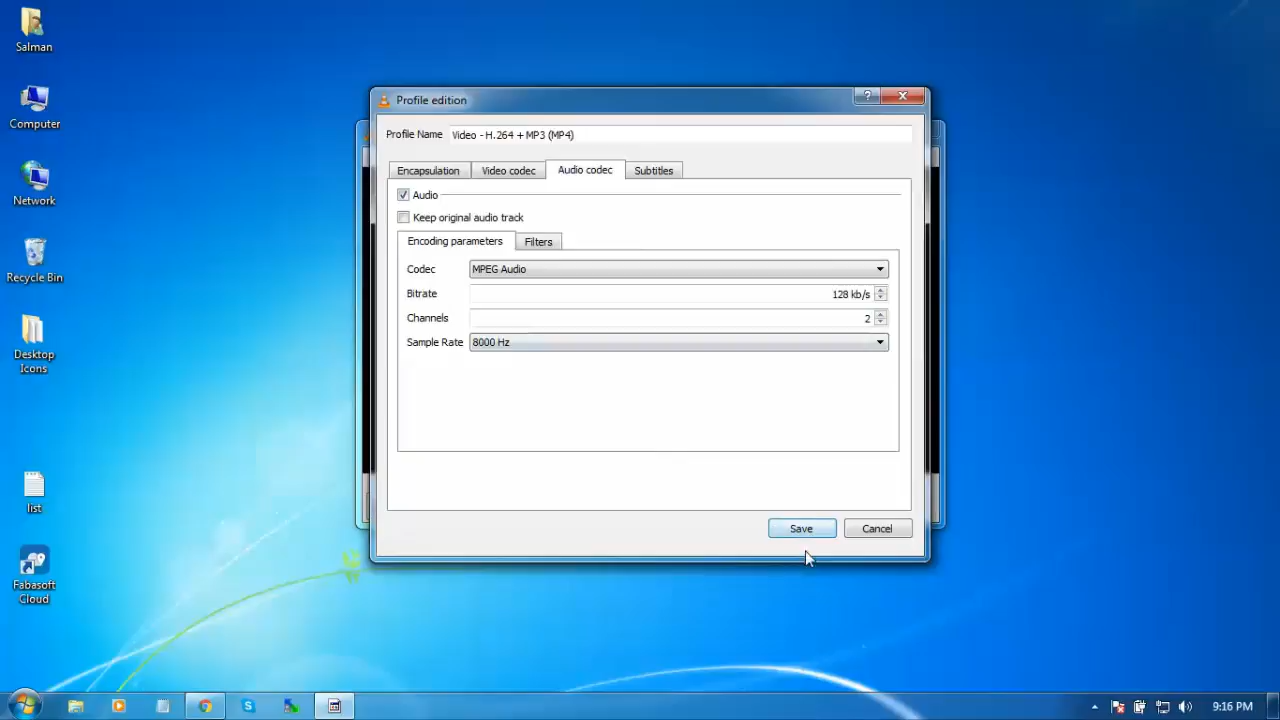 Salman
Computer
Network
Recycle Bin
Desktop
Icons
list
Fabasoft
Cloud
Profile edition
?
Profile Name Video - H.264 + MP3 (MP4)
Encapsulation Video codec Audio codec Subtitles
Audio
Keep original audio track
Encoding parameters Filters
Codec MPEG Audio
Bitrate 128 kb/s
Channels 2
Sample Rate 8000 Hz
Save Cancel
9:16 PM